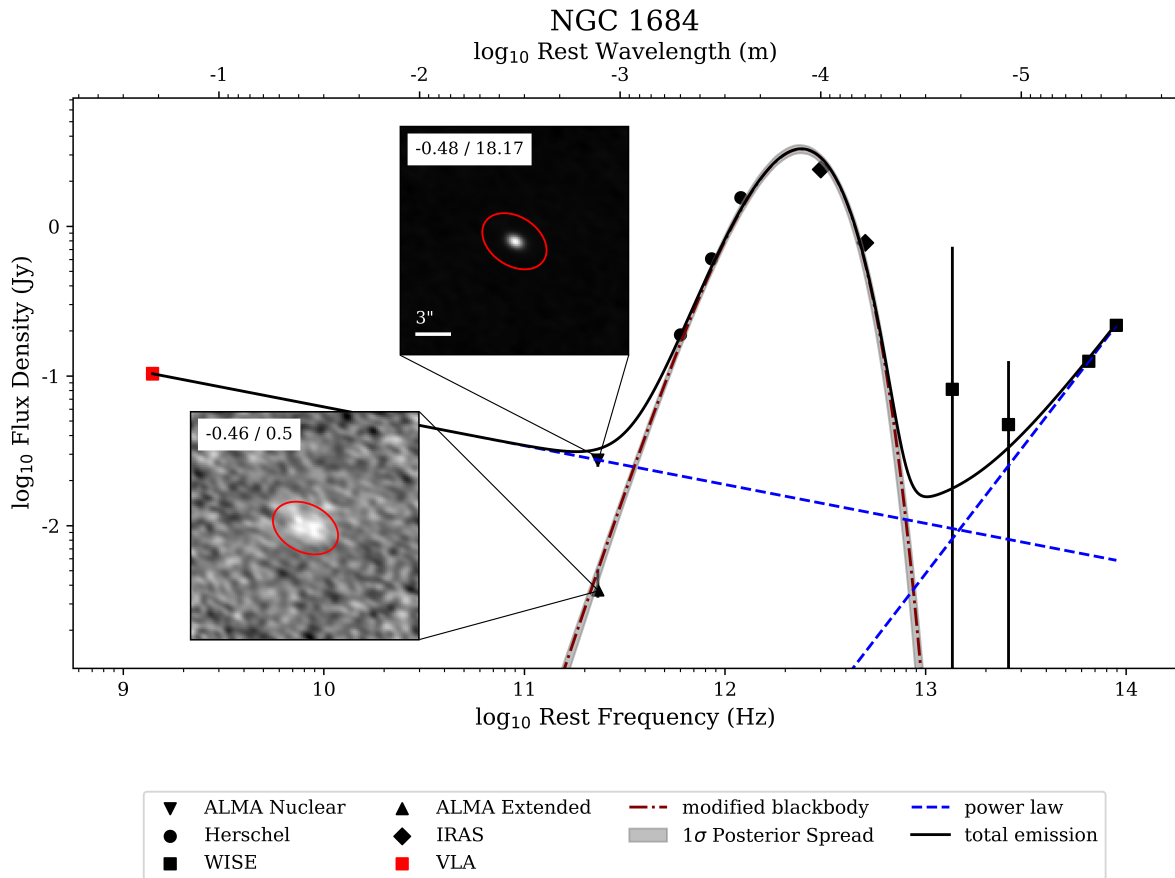 NGC 1684
log₁₀ Rest Wavelength (m)
-1 -2 -3 -4 -5
log₁₀ Flux Density (Jy)
0
-1
-2
-0.48 / 18.17
3"
-0.46 / 0.5
9 10 11 12 13 14
log₁₀ Rest Frequency (Hz)
ALMA Nuclear ALMA Extended modified blackbody power law
Herschel IRAS 1σ Posterior Spread total emission
WISE VLA